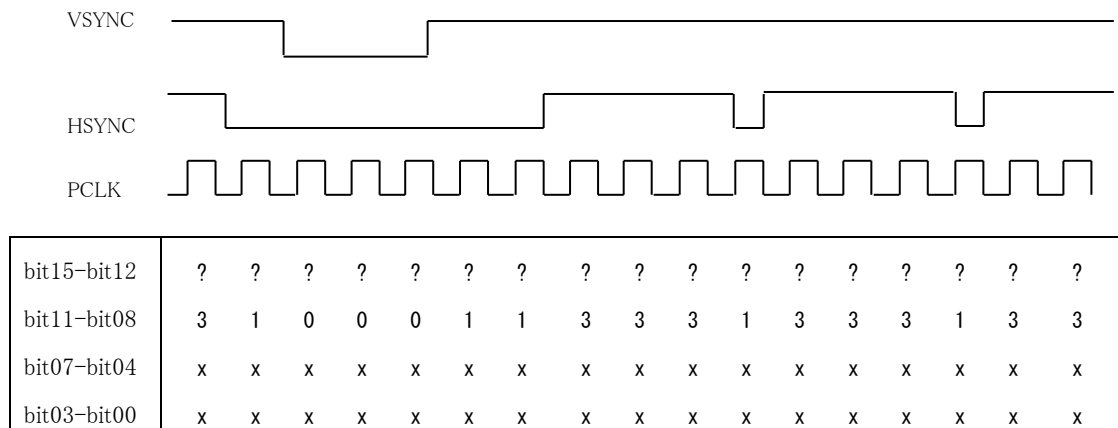 VSYNC
HSYNC
PCLK
bit15-bit12 ? ? ? ? ? ? ? ? ? ? ? ? ? ? ? ? ?
bit11-bit08 3 1 0 0 0 1 1 3 3 3 1 3 3 3 1 3 3
bit07-bit04 x x x x x x x x x x x x x x x x x
bit03-bit00 x x x x x x x x x x x x x x x x x